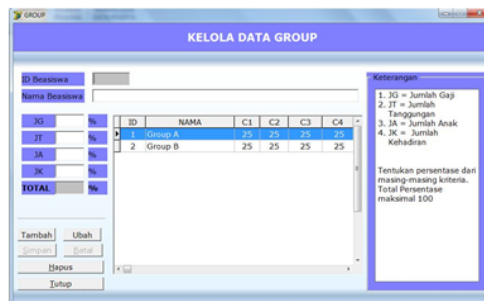 GROUP
KELOLA DATA GROUP
ID Beasiswa
Nama Beasiswa
JG %
JT %
JA %
JK %
TOTAL %
ID NAMA C1 C2 C3 C4
1 Group A 25 25 25 25
2 Group B 25 25 25 25
Tambah Ubah
Simpan Batal
Hapus
Tutup
Keterangan
1. JG = Jumlah Gaji
2. JT = Jumlah
Tanggungan
3. JA = Jumlah Anak
4. JK = Jumlah
Kehadiran
Tentukan persentase dari
masing-masing kriteria.
Total Persentase
maksimal 100